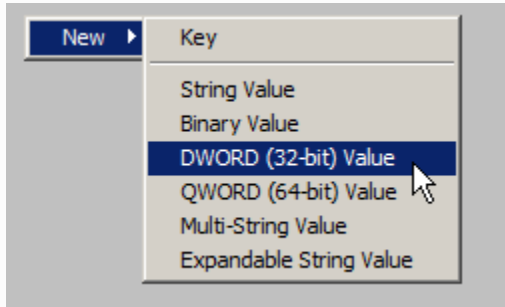 New
Key
String Value
Binary Value
DWORD (32-bit) Value
QWORD (64-bit) Value
Multi-String Value
Expandable String Value